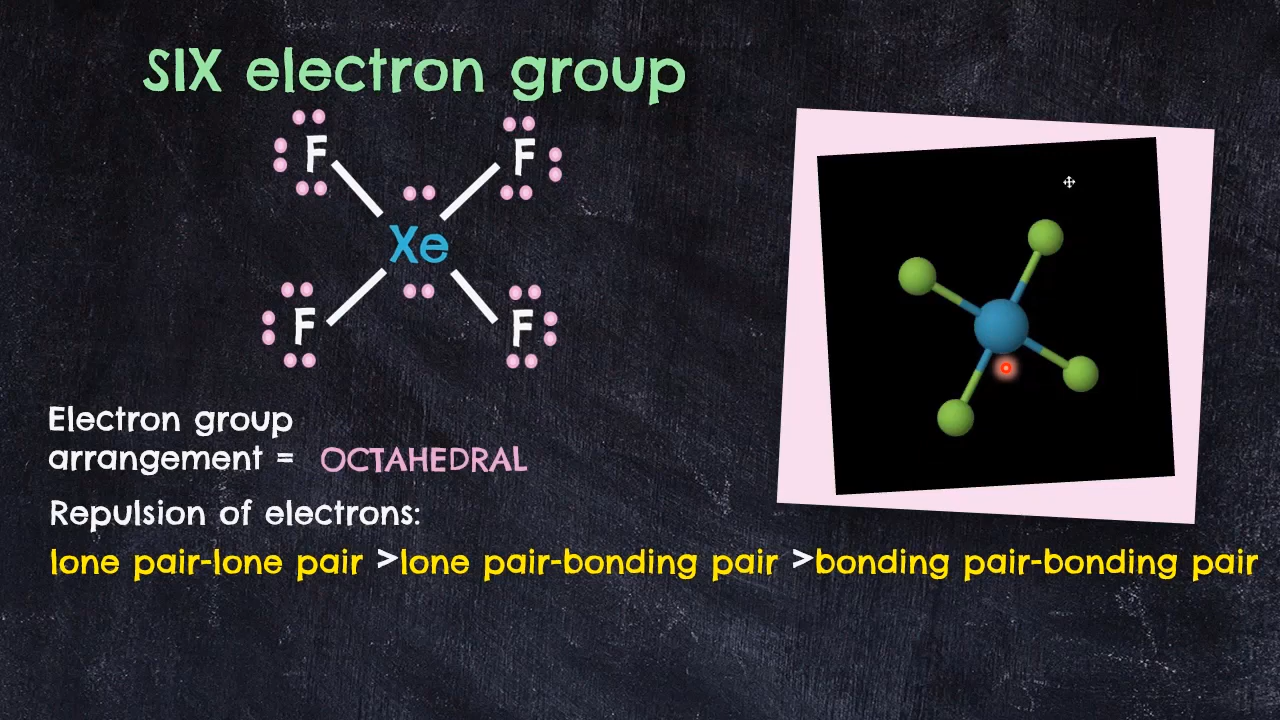 SIX electron group
F F
Xe
F F
Electron group
arrangement = OCTAHEDRAL
Repulsion of electrons:
lone pair-lone pair >lone pair-bonding pair >bonding pair-bonding pair